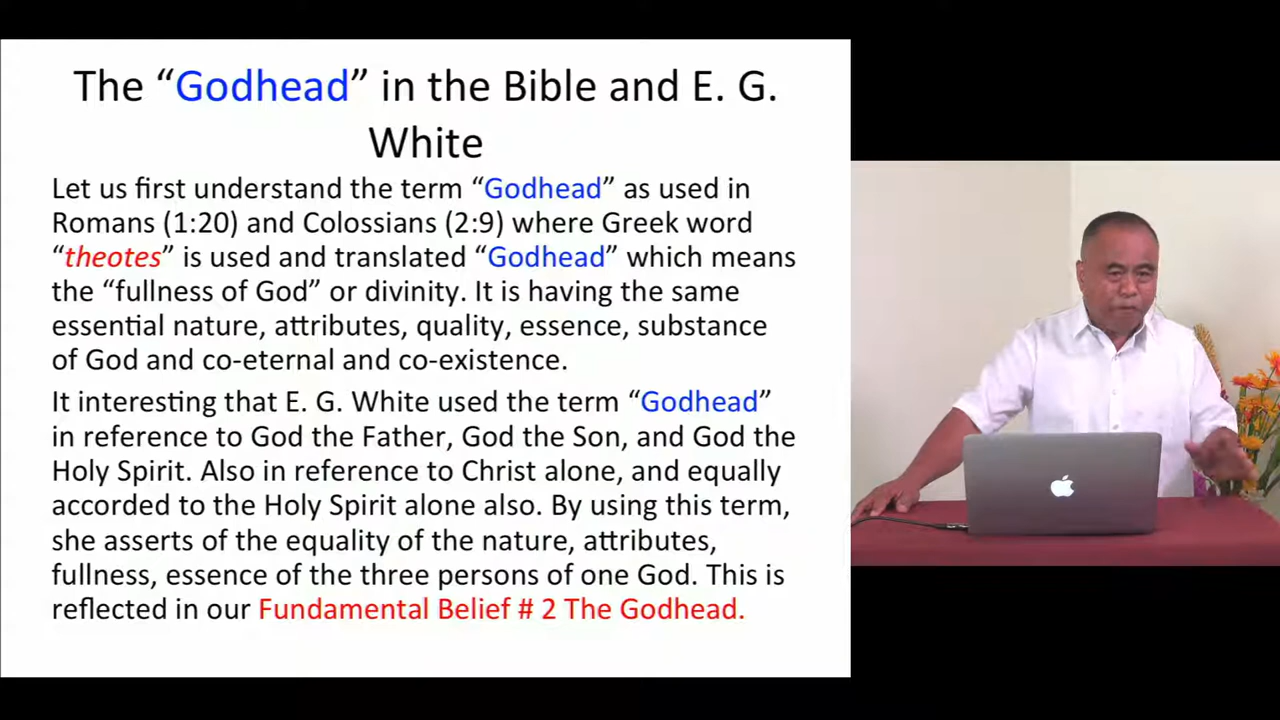 The “Godhead” in the Bible and E. G.
White
Let us first understand the term “Godhead” as used in
Romans (1:20) and Colossians (2:9) where Greek word
“theotes” is used and translated “Godhead” which means
the “fullness of God” or divinity. It is having the same
essential nature, attributes, quality, essence, substance
of God and co-eternal and co-existence.
It interesting that E. G. White used the term “Godhead”
in reference to God the Father, God the Son, and God the
Holy Spirit. Also in reference to Christ alone, and equally
accorded to the Holy Spirit alone also. By using this term,
she asserts of the equality of the nature, attributes,
fullness, essence of the three persons of one God. This is
reflected in our Fundamental Belief # 2 The Godhead.